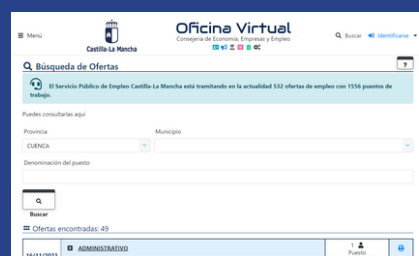 Menú
Castilla-La Mancha
Oficina Virtual
Consejería de Economía, Empresas y Empleo
Buscar
Identificarse
Búsqueda de Ofertas
?
El Servicio Público de Empleo Castilla-La Mancha está tramitando en la actualidad 532 ofertas de empleo con 1556 puestos de
trabajo.
Puedes consultarlas aquí
Provincia
Municipio
CUENCA
Denominación del puesto
Buscar
Ofertas encontradas: 49
16/11/2023
ADMINISTRATIVO
1
Puesto